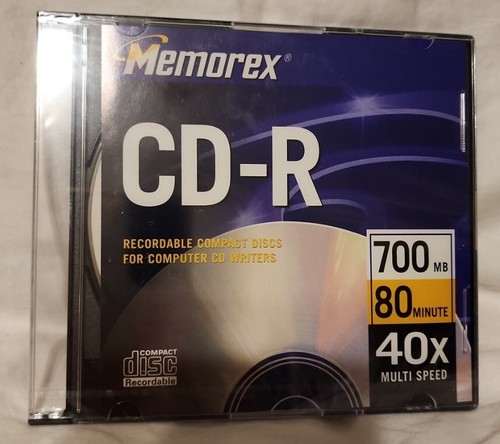 Memorex®
CD-R
RECORDABLE COMPACT DISCS
FOR COMPUTER CD WRITERS
700 MB
80 MINUTE
40X
MULTI SPEED
COMPACT
disc
Recordable